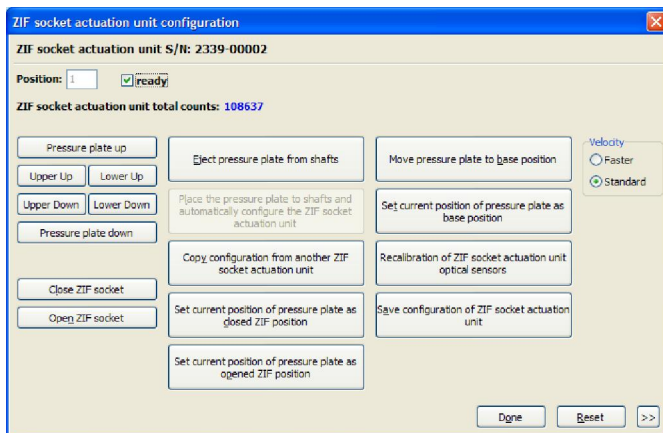 ZIF socket actuation unit configuration
ZIF socket actuation unit S/N: 2339-00002
Position: 1 ready
ZIF socket actuation unit total counts: 108637
Pressure plate up
Upper Up Lower Up
Upper Down Lower Down
Pressure plate down
Close ZIF socket
Open ZIF socket
Eject pressure plate from shafts
Place the pressure plate to shafts and
automatically configure the ZIF socket
actuation unit
Copy configuration from another ZIF
socket actuation unit
Set current position of pressure plate as
closed ZIF position
Set current position of pressure plate as
opened ZIF position
Move pressure plate to base position
Set current position of pressure plate as
base position
Recalibration of ZIF socket actuation unit
optical sensors
Save configuration of ZIF socket actuation
unit
Velocity
Faster
Standard
Done Reset >>